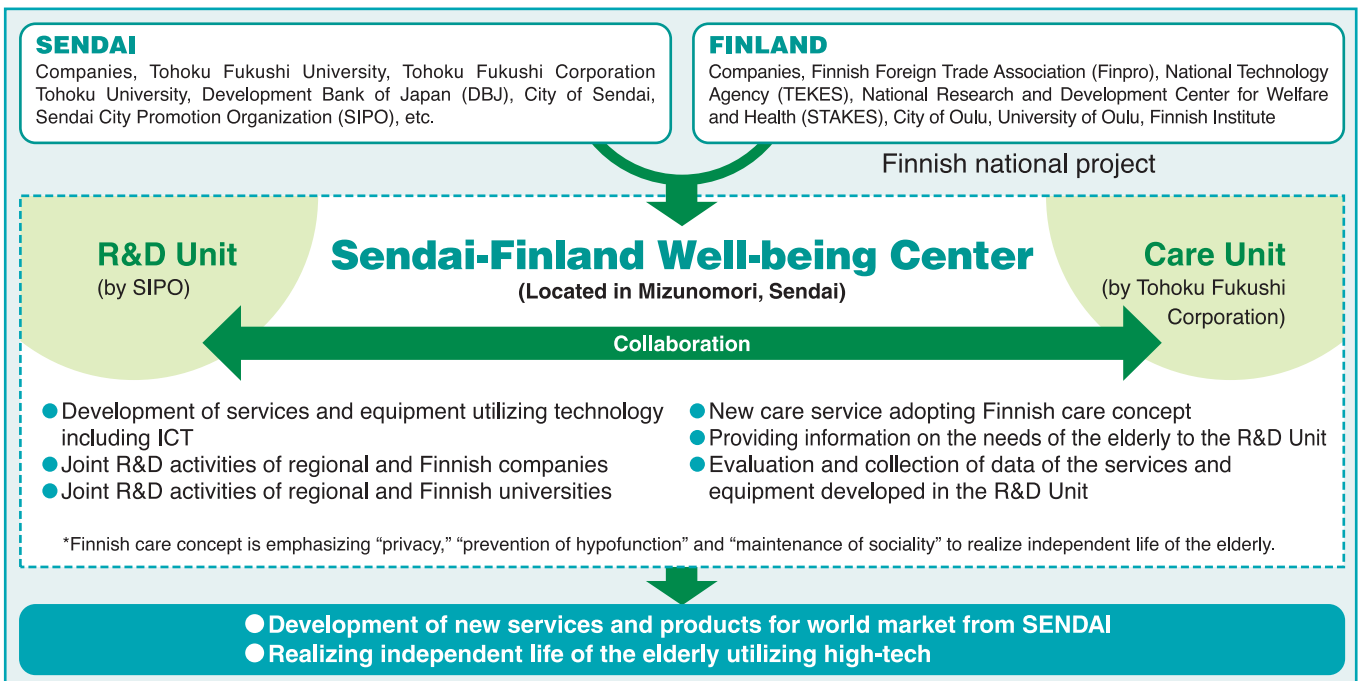 SENDAI
Companies, Tohoku Fukushi University, Tohoku Fukushi Corporation
Tohoku University, Development Bank of Japan (DBJ), City of Sendai,
Sendai City Promotion Organization (SIPO), etc.
FINLAND
Companies, Finnish Foreign Trade Association (Finpro), National Technology
Agency (TEKES), National Research and Development Center for Welfare
and Health (STAKES), City of Oulu, University of Oulu, Finnish Institute
Finnish national project
R&D Unit
(by SIPO)
Sendai-Finland Well-being Center
(Located in Mizunomori, Sendai)
Care Unit
(by Tohoku Fukushi
Corporation)
Collaboration
● Development of services and equipment utilizing technology
including ICT
● Joint R&D activities of regional and Finnish companies
● Joint R&D activities of regional and Finnish universities
● New care service adopting Finnish care concept
● Providing information on the needs of the elderly to the R&D Unit
● Evaluation and collection of data of the services and
equipment developed in the R&D Unit
*Finnish care concept is emphasizing “privacy,” “prevention of hypofunction” and “maintenance of sociality” to realize independent life of the elderly.
● Development of new services and products for world market from SENDAI
● Realizing independent life of the elderly utilizing high-tech